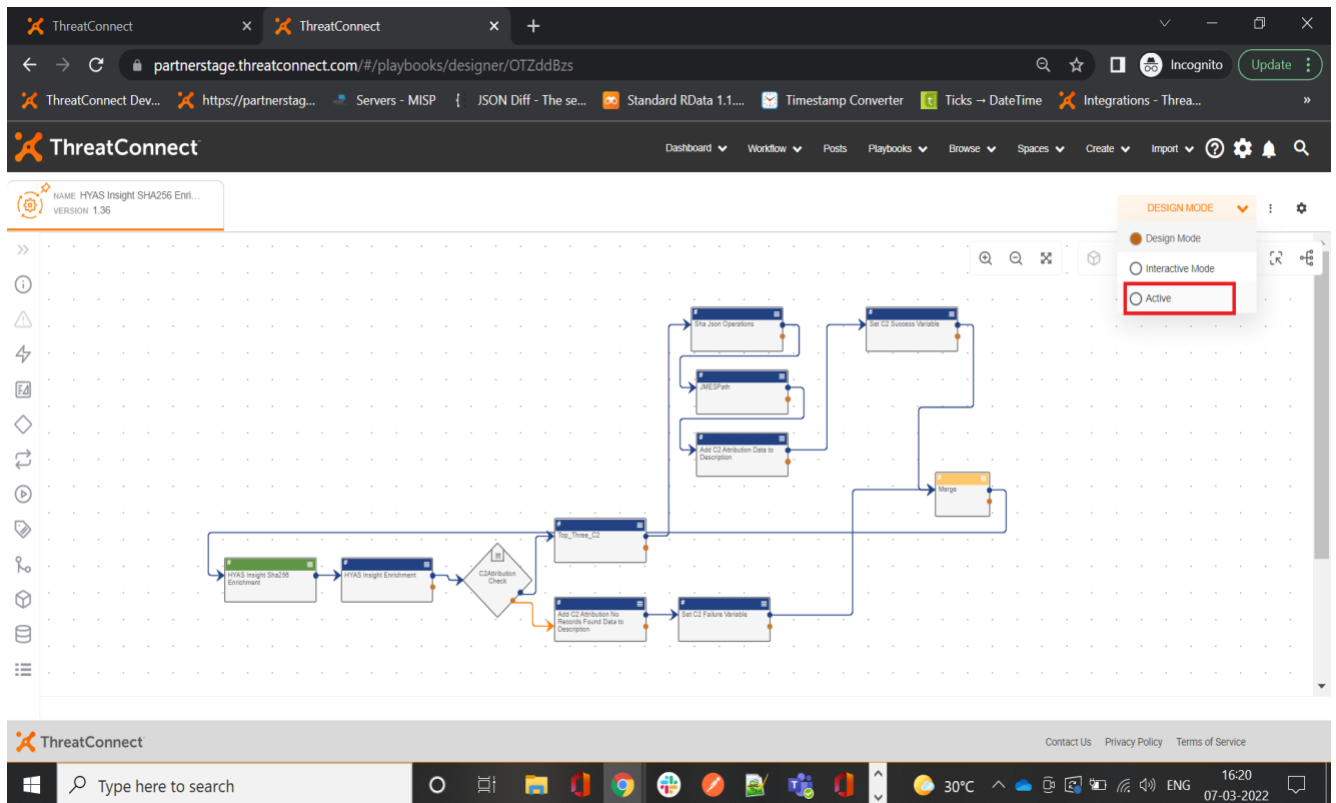 ThreatConnect
ThreatConnect
partnerstage.threatconnect.com/#/playbooks/designer/OTZddBzs
Incognito
Update
ThreatConnect Dev...
https://partnerstag...
Servers - MISP
{ JSON Diff - The se...
Standard RData 1.1....
Timestamp Converter
Ticks → DateTime
Integrations - Threa...
»
ThreatConnect
Dashboard
Workflow
Posts
Playbooks
Browse
Spaces
Create
Import
NAME HYAS Insight SHA256 Enri...
VERSION 1.36
DESIGN MODE
Design Mode
Interactive Mode
Active
Sha Json Operations
Set C2 Success Variable
JMESPath
Add C2 Attribution Data to
Description
Merge
Top_Three_C2
HYAS Insight Sha256
Enrichment
HYAS Insight Enrichment
C2Attribution
Check
Add C2 Attribution No
Records Found Data to
Description
Set C2 Failure Variable
ThreatConnect
Contact Us
Privacy Policy
Terms of Service
Type here to search
30°C
ENG
16:20
07-03-2022